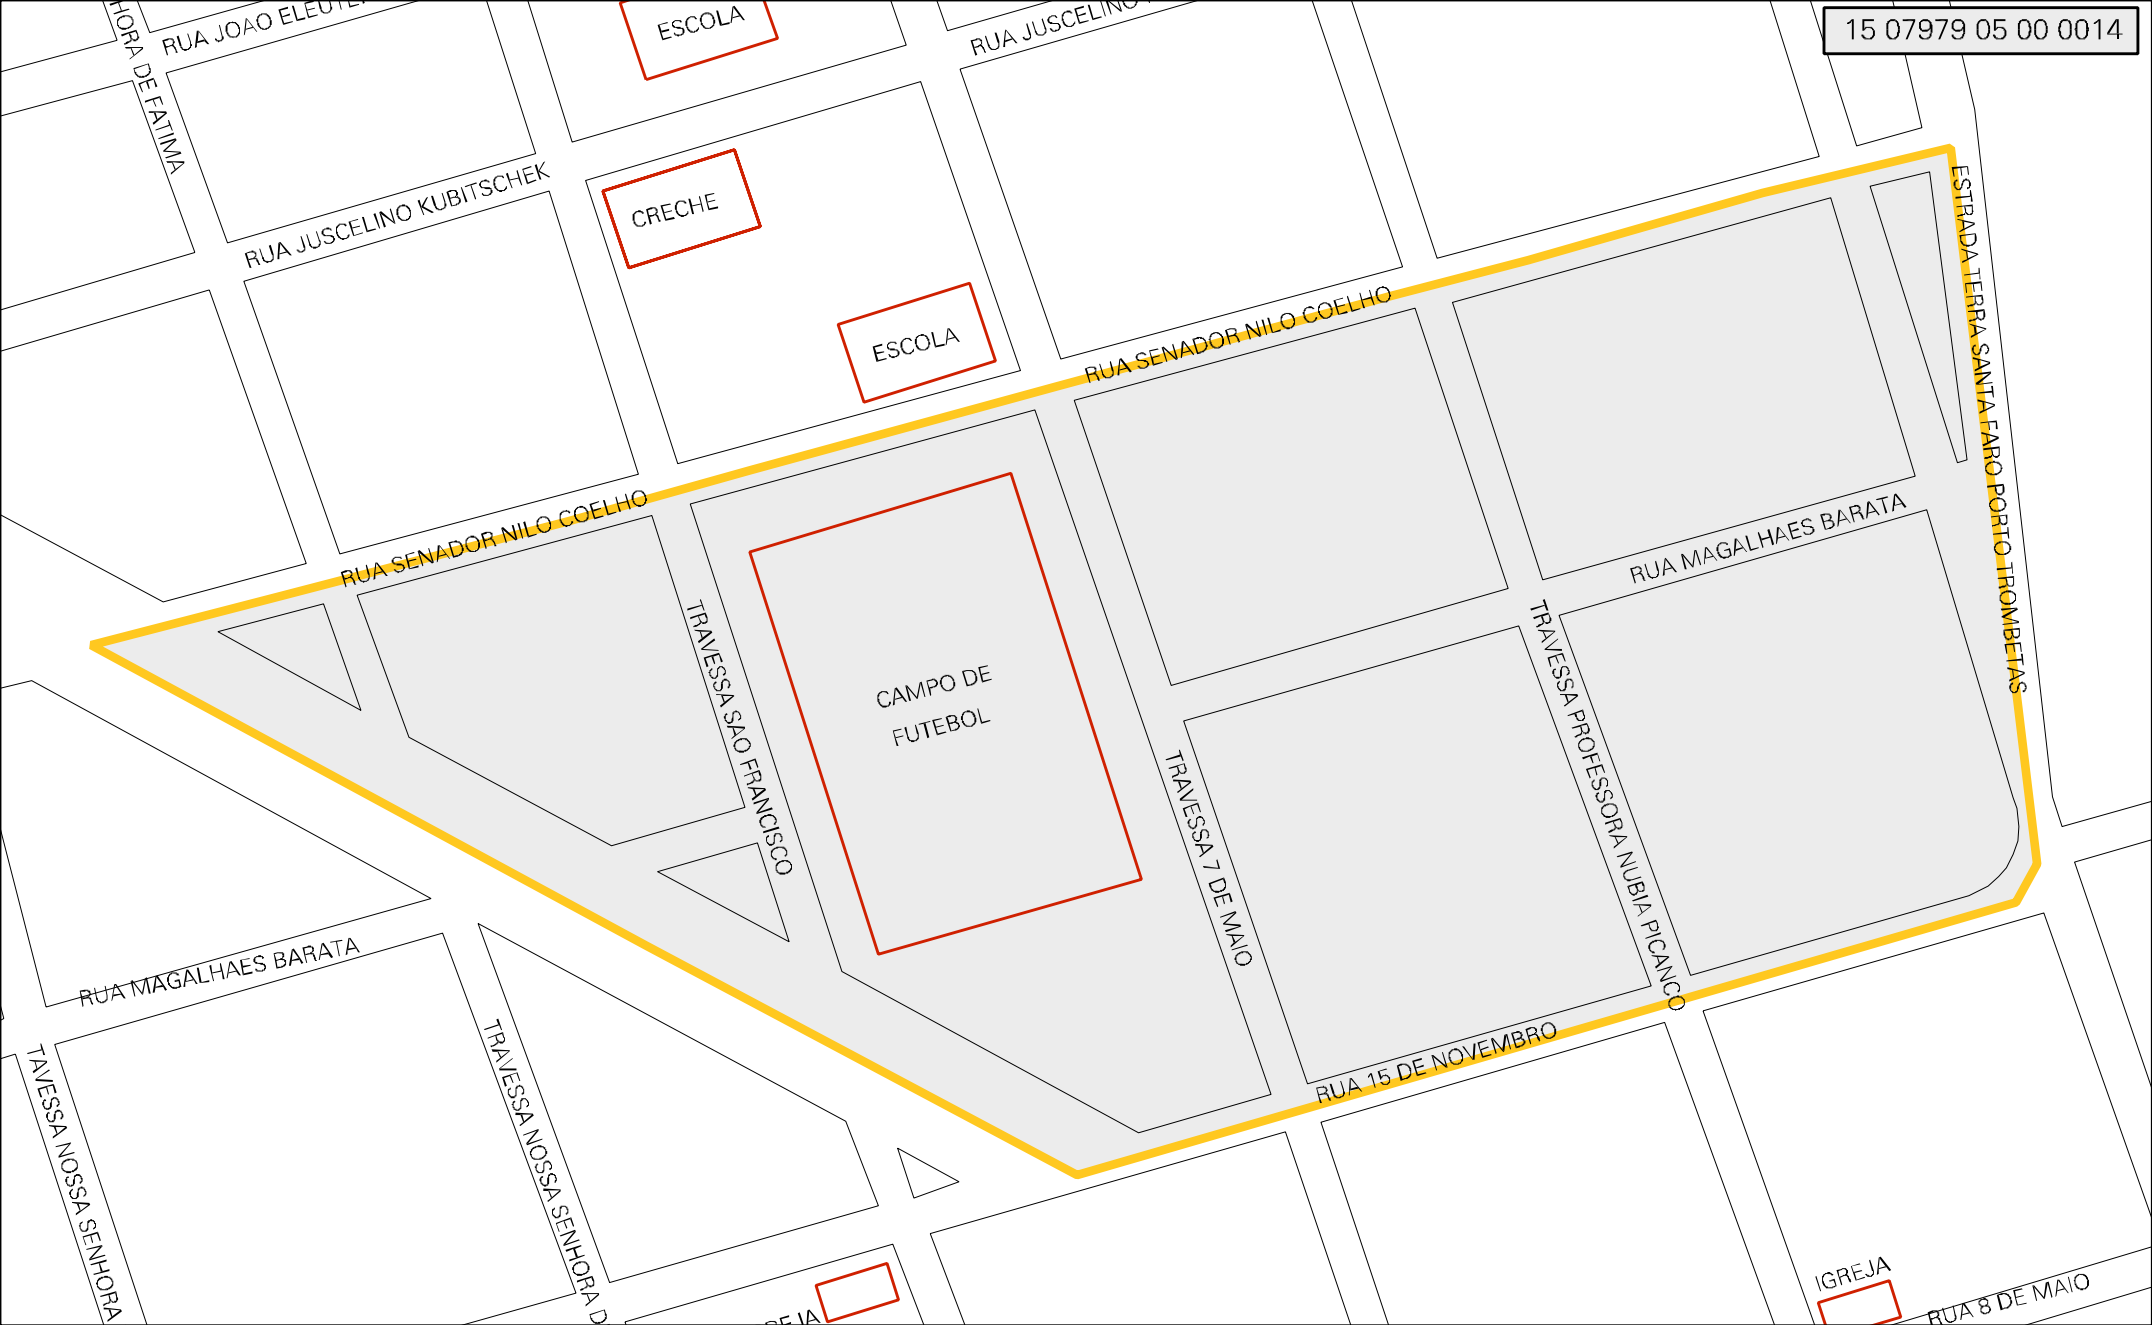 HORA DE FATIMA
RUA JOAO ELEUTE
ESCOLA
RUA JUSCELINO
15 07979 05 00 0014
RUA JUSCELINO KUBITSCHEK
CRECHE
ESCOLA
RUA SENADOR NILO COELHO
ESTRADA TERRA SANTA FARO PORTO TROMBETAS
RUA SENADOR NILO COELHO
RUA MAGALHAES BARATA
TRAVESSA SAO FRANCISCO
CAMPO DE
FUTEBOL
TRAVESSA 7 DE MAIO
TRAVESSA PROFESSORA NUBIA PICANCO
RUA MAGALHAES BARATA
RUA 15 DE NOVEMBRO
TAVESSA NOSSA SENHORA
TRAVESSA NOSSA SENHORA D
REJA
IGREJA
RUA 8 DE MAIO